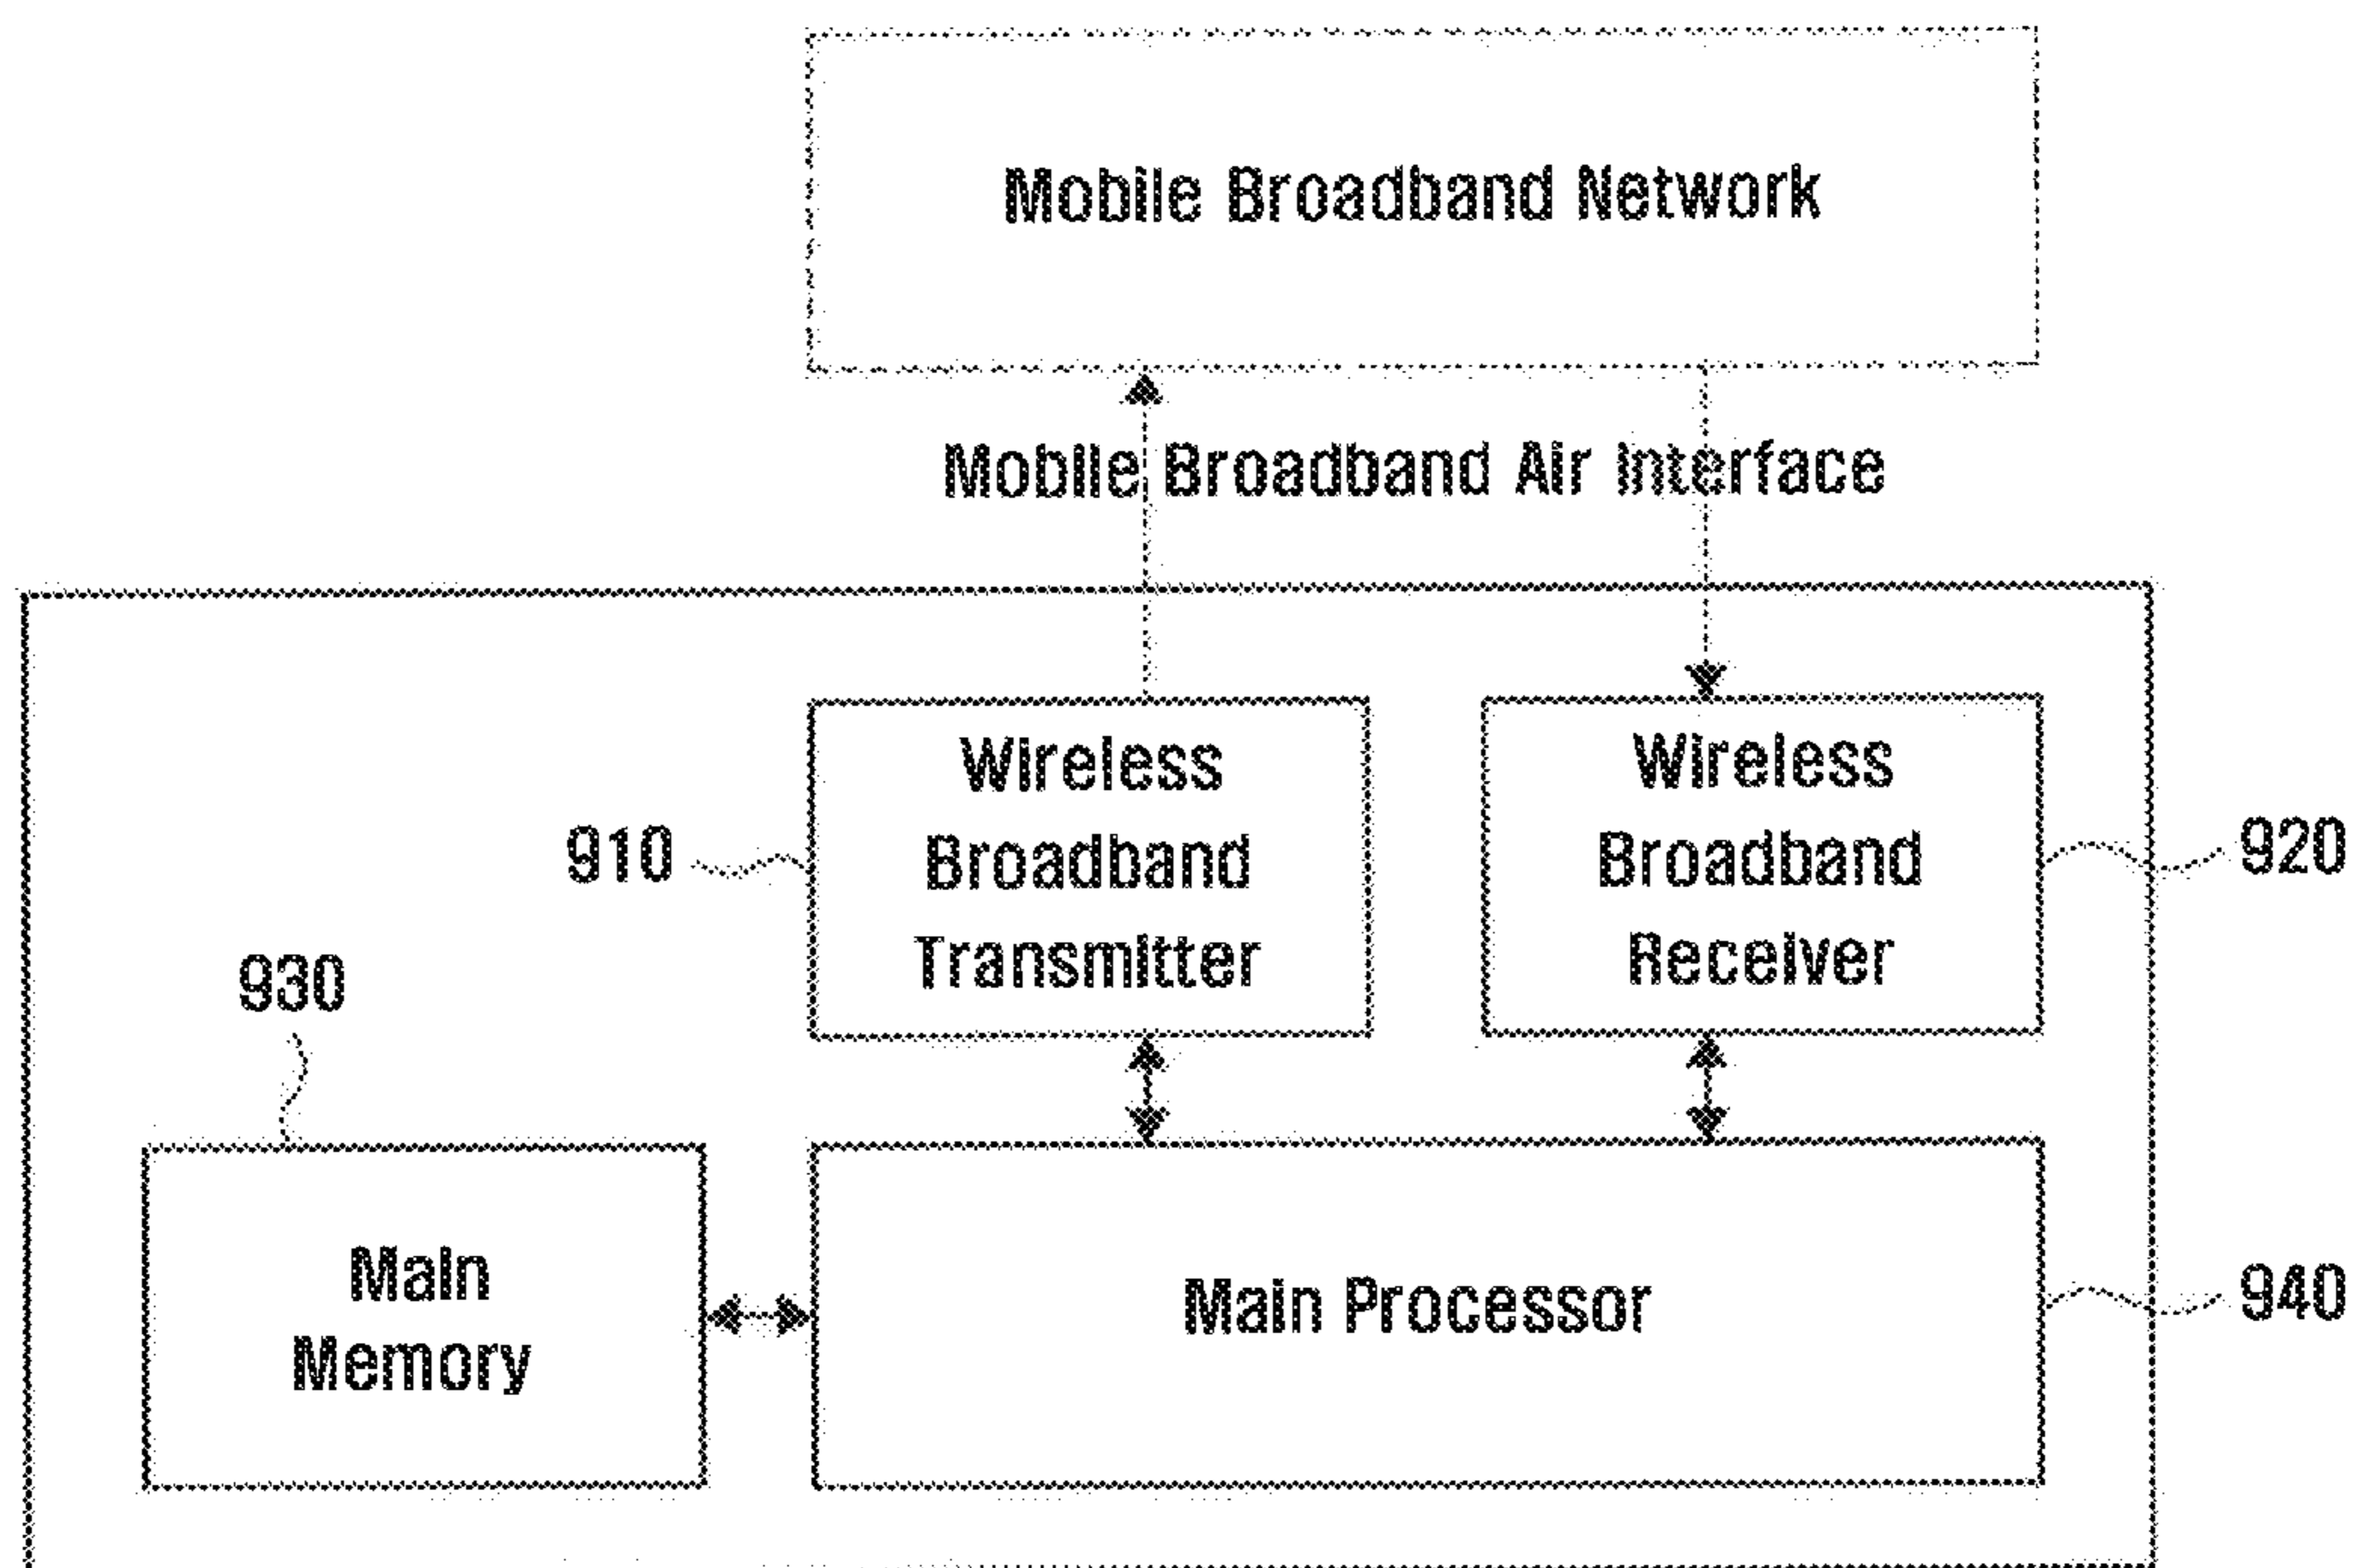 Mobile Broadband Network
Mobile Broadband Air Interface
Wireless
Broadband
Transmitter
Wireless
Broadband
Receiver
910
920
930
Main
Memory
Main Processor
940